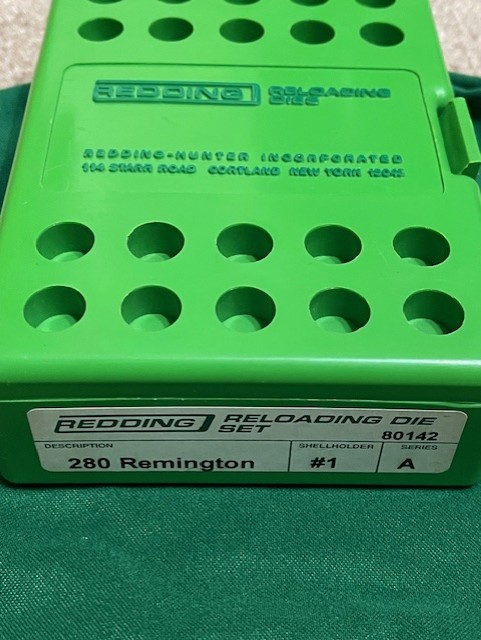 REDDING RELOADING DIES
REDDING-HUNTER INCORPORATED
114 STARR ROAD CORTLAND NEW YORK 13045
REDDING RELOADING DIE SET
80142
DESCRIPTION SHELLHOLDER SERIES
280 Remington #1 A